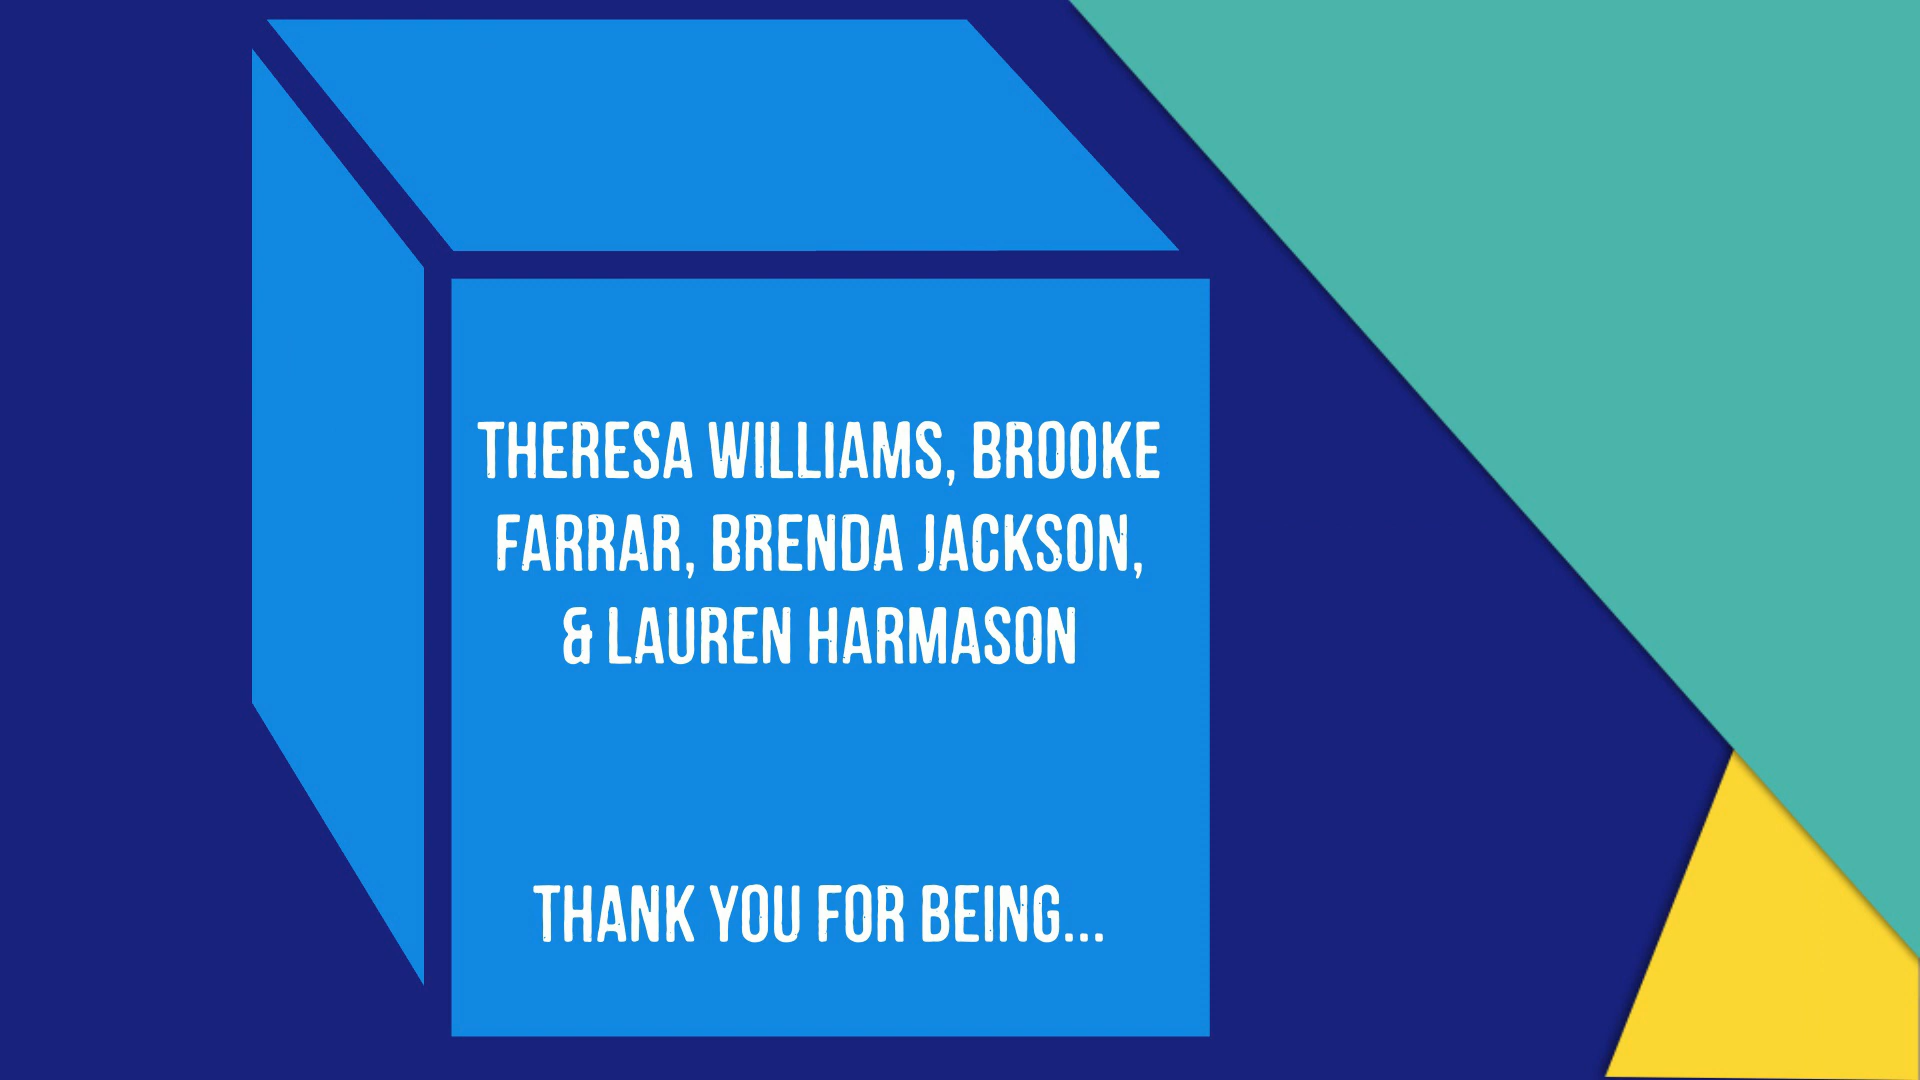 THERESA WILLIAMS, BROOKE
FARRAR, BRENDA JACKSON,
& LAUREN HARMASON
THANK YOU FOR BEING...